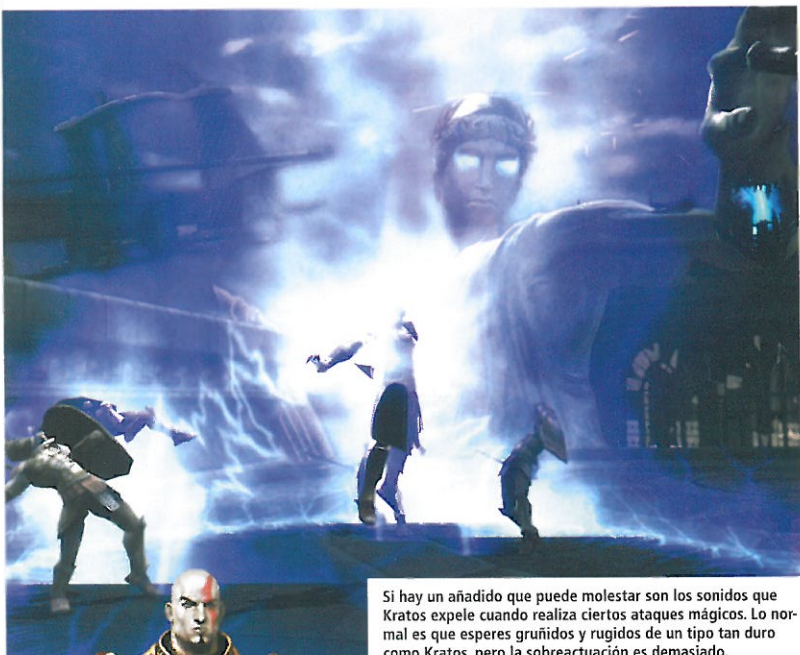 Si hay un añadido que puede molestar son los sonidos que
Kratos expele cuando realiza ciertos ataques mágicos. Lo nor-
mal es que esperes gruñidos y rugidos de un tipo tan duro
como Kratos, pero la sobreactuación es demasiado.